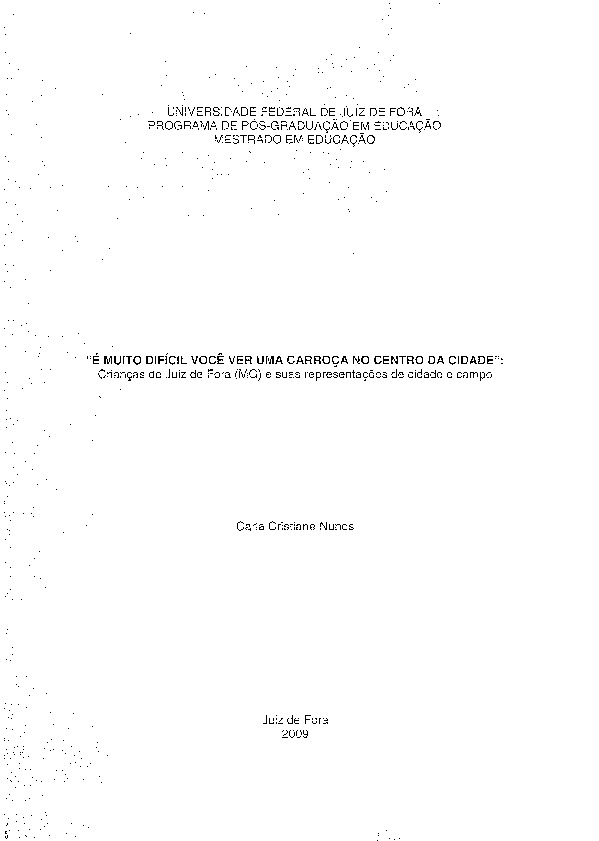 UNIVERSIDADE FEDERAL DE JUIZ DE FORA
PROGRAMA DE PÓS-GRADUAÇÃO EM EDUCAÇÃO
MESTRADO EM EDUCAÇÃO
"É MUITO DIFÍCIL VOCÊ VER UMA CARROÇA NO CENTRO DA CIDADE":
Crianças de Juiz de Fora (MG) e suas representações de cidade e campo
Carla Cristiane Nunes
Juiz de Fora
2009